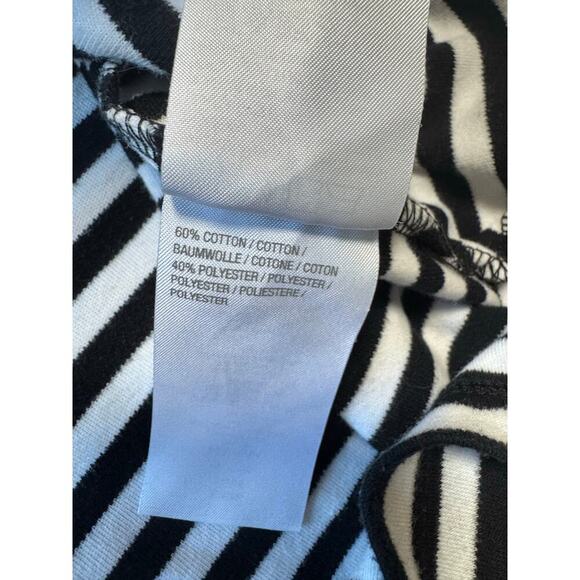 60% COTTON / COTTON /
BAUMWOLLE / COTONE / COTON
40% POLYESTER / POLYESTER /
POLYESTER / POLIESTERE /
POLYESTER